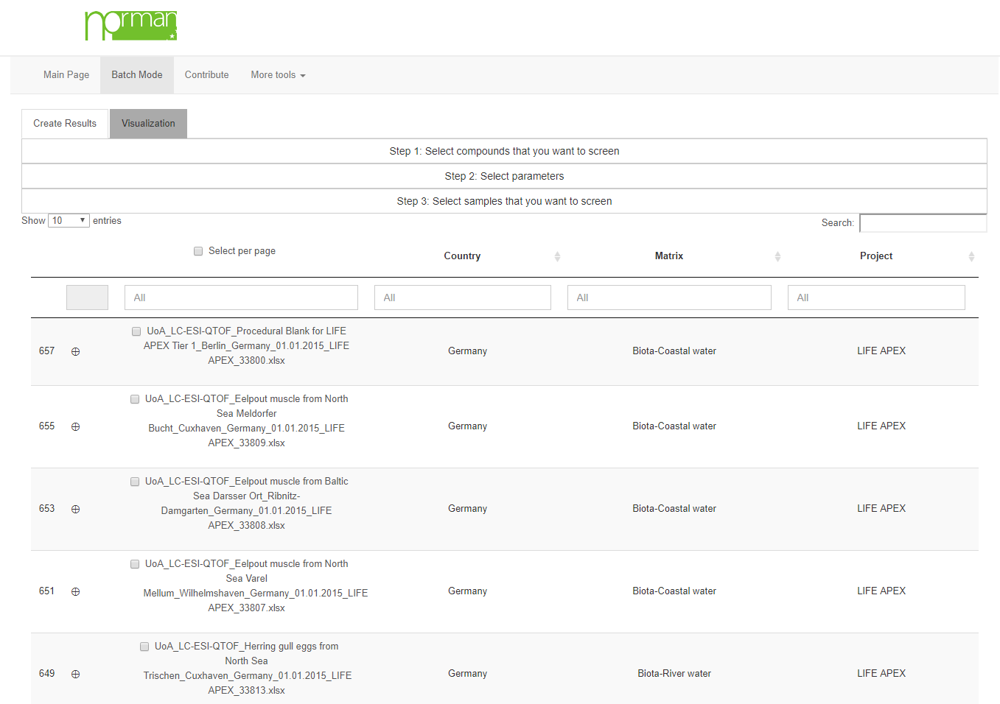 norman
Main Page Batch Mode Contribute More tools
Create Results Visualization
Step 1: Select compounds that you want to screen
Step 2: Select parameters
Step 3: Select samples that you want to screen
Show 10 entries Search:
Select per page Country Matrix Project
All All All All
UoA_LC-ESI-QTOF_Procedural Blank for LIFE
APEX Tier 1_Berlin_Germany_01.01.2015_LIFE
657 Germany Biota-Coastal water LIFE APEX
APEX_33800.xlsx
UoA_LC-ESI-QTOF_Eelpout muscle from North
Sea Meldorfer
655 Germany Biota-Coastal water LIFE APEX
Bucht_Cuxhaven_Germany_01.01.2015_LIFE
APEX_33809.xlsx
UoA_LC-ESI-QTOF_Eelpout muscle from Baltic
Sea Darsser Ort_Ribnitz-
653 Germany Biota-Coastal water LIFE APEX
Damgarten_Germany_01.01.2015_LIFE
APEX_33808.xlsx
UoA_LC-ESI-QTOF_Eelpout muscle from North
Sea Varel
651 Germany Biota-Coastal water LIFE APEX
Mellum_Wilhelmshaven_Germany_01.01.2015_LIFE
APEX_33807.xlsx
UoA_LC-ESI-QTOF_Herring gull eggs from
North Sea
649 Germany Biota-River water LIFE APEX
Trischen_Cuxhaven_Germany_01.01.2015_LIFE
APEX_33813.xlsx